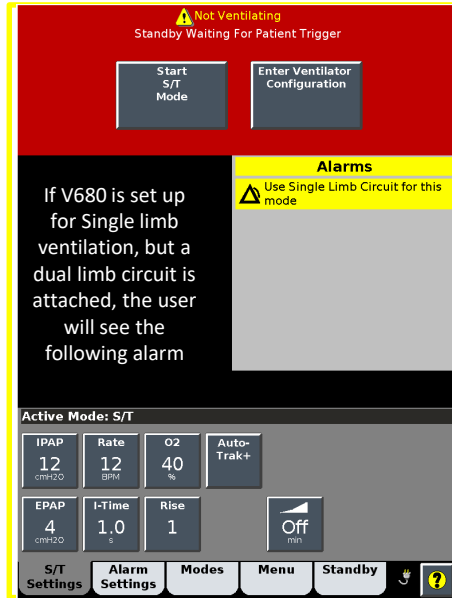 Not Ventilating
Standby Waiting For Patient Trigger
Start
S/T
Mode
Enter Ventilator
Configuration
If V680 is set up
for Single limb
ventilation, but a
dual limb circuit is
attached, the user
will see the
following alarm
Alarms
Use Single Limb Circuit for this
mode
Active Mode: S/T
IPAP
12
cmH2O
Rate
12
BPM
O2
40
%
Auto-
Trak+
EPAP
4
cmH2O
I-Time
1.0
s
Rise
1
Off
min
S/T
Settings
Alarm
Settings
Modes
Menu
Standby
?